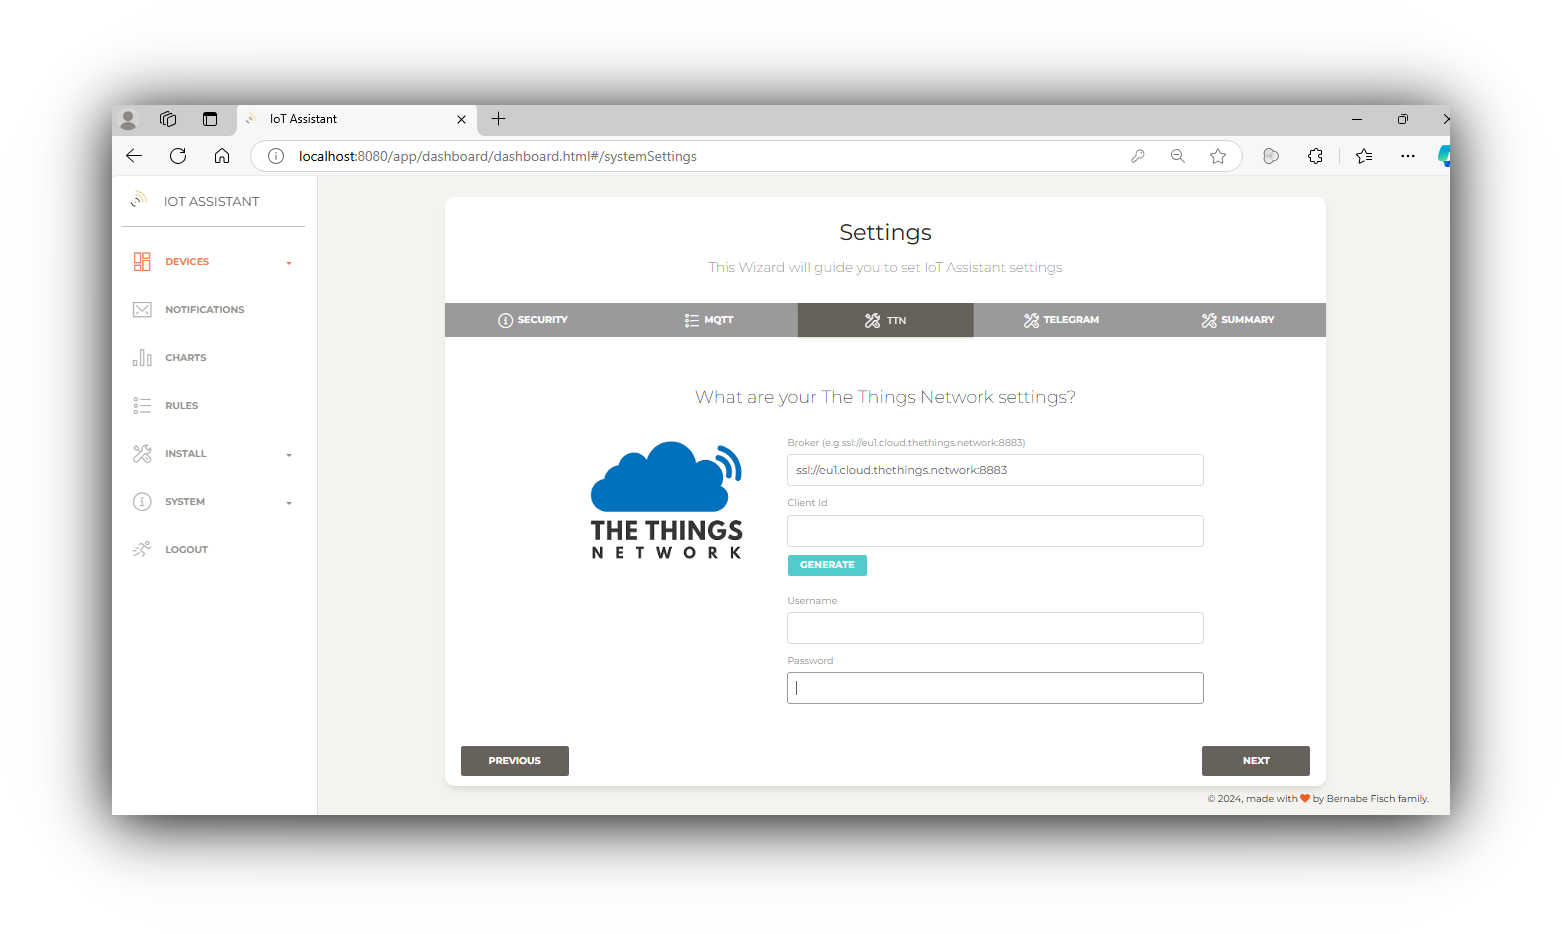 IoT Assistant
localhost:8080/app/dashboard/dashboard.html#/systemSettings
IOT ASSISTANT
DEVICES
NOTIFICATIONS
CHARTS
RULES
INSTALL
SYSTEM
LOGOUT
Settings
This Wizard will guide you to set IoT Assistant settings
SECURITY MQTT TTN TELEGRAM SUMMARY
What are your The Things Network settings?
THE THINGS
NETWORK
Broker (e.g ssl://eu1.cloud.thethings.network:8883)
ssl://eu1.cloud.thethings.network:8883
Client Id
GENERATE
Username
Password
PREVIOUS NEXT
© 2024, made with by Bernabe Fisch family.